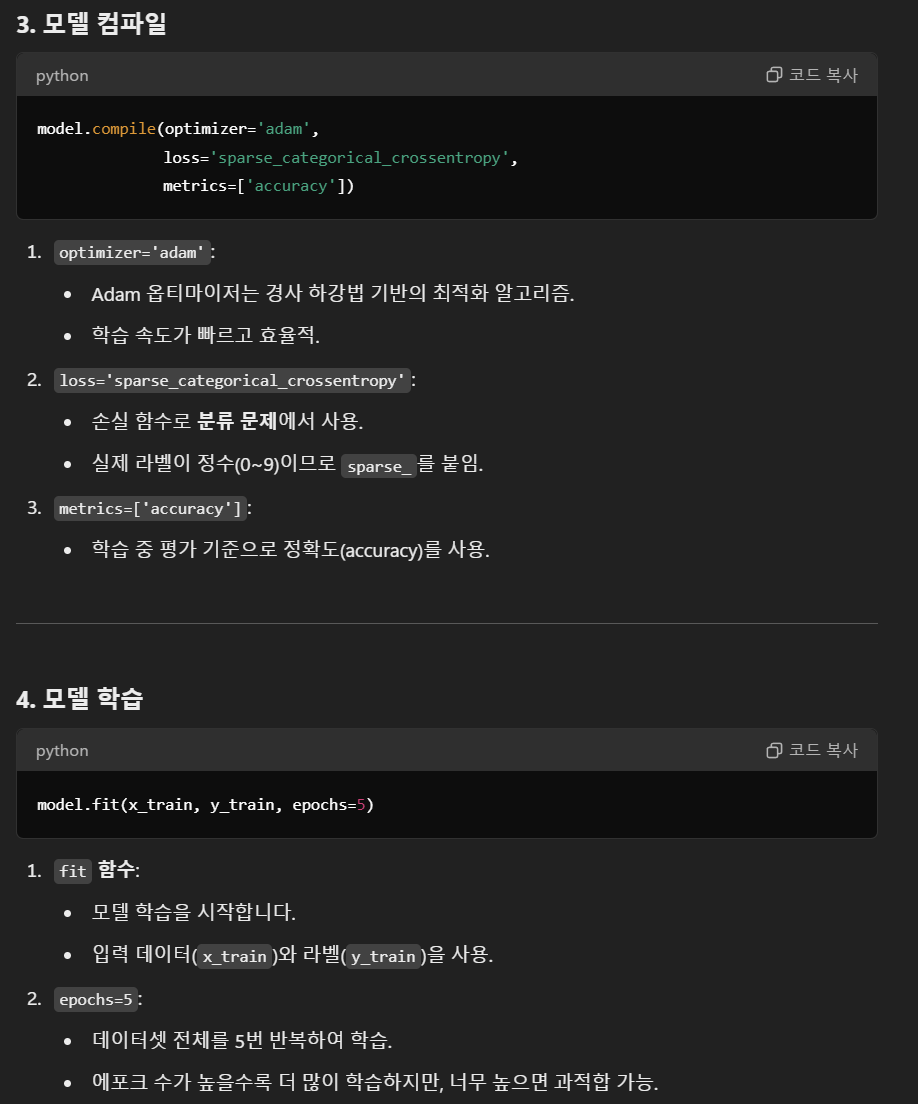 3. 모델 컴파일
python
코드 복사
model.compile(optimizer='adam',
loss='sparse_categorical_crossentropy',
metrics=['accuracy'])
1. optimizer='adam':
• Adam 옵티마이저는 경사 하강법 기반의 최적화 알고리즘.
• 학습 속도가 빠르고 효율적.
2. loss='sparse_categorical_crossentropy':
• 손실 함수로 분류 문제에서 사용.
• 실제 라벨이 정수(0~9)이므로 sparse_를 붙임.
3. metrics=['accuracy']:
• 학습 중 평가 기준으로 정확도(accuracy)를 사용.
4. 모델 학습
python
코드 복사
model.fit(x_train, y_train, epochs=5)
1. fit 함수:
• 모델 학습을 시작합니다.
• 입력 데이터(x_train)와 라벨(y_train)을 사용.
2. epochs=5:
• 데이터셋 전체를 5번 반복하여 학습.
• 에포크 수가 높을수록 더 많이 학습하지만, 너무 높으면 과적합 가능.